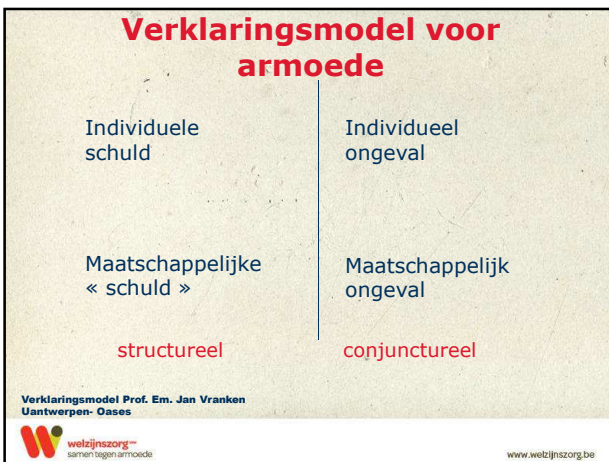 Verklaringsmodel voor
armoede
Individuele
schuld
Individueel
ongeval
Maatschappelijke
« schuld »
Maatschappelijk
ongeval
structureel
conjunctureel
Verklaringsmodel Prof. Em. Jan Vranken
Uantwerpen- Oases
welzijnszorg vzw
samen tegen armoede
www.welzijnszorg.be